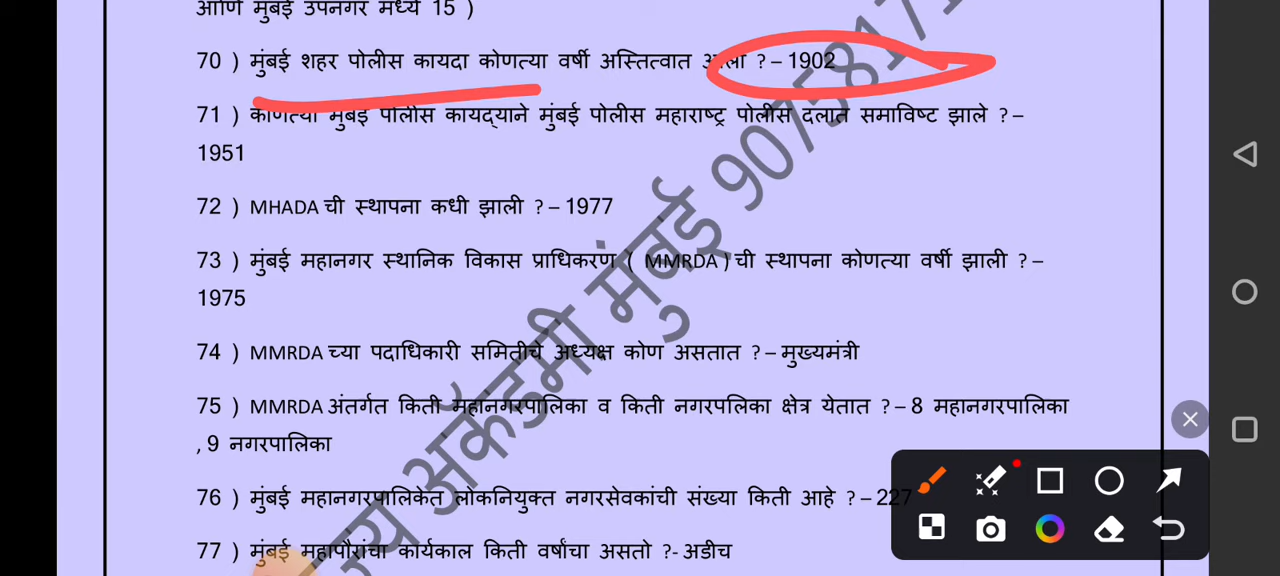 आणि मुंबई उपनगर मध्ये 15 )
70 ) मुंबई शहर पोलीस कायदा कोणत्या वर्षी अस्तित्वात आला ? – 1902
71 ) कोणत्या मुंबई पोलीस कायद्याने मुंबई पोलीस महाराष्ट्र पोलीस दलात समाविष्ट झाले ? –
1951
72 ) MHADA ची स्थापना कधी झाली ? – 1977
73 ) मुंबई महानगर स्थानिक विकास प्राधिकरण ( MMRDA ) ची स्थापना कोणत्या वर्षी झाली ? –
1975
74 ) MMRDA च्या पदाधिकारी समितीचे अध्यक्ष कोण असतात ? – मुख्यमंत्री
75 ) MMRDA अंतर्गत किती महानगरपालिका व किती नगरपलिका क्षेत्र येतात ? – 8 महानगरपालिका
, 9 नगरपालिका
76 ) मुंबई महानगरपालिकेत लोकनियुक्त नगरसेवकांची संख्या किती आहे ? – 227
77 ) मुंबई महापौरांचा कार्यकाल किती वर्षांचा असतो ?- अडीच
अकॅडमी मुंबई 90758171